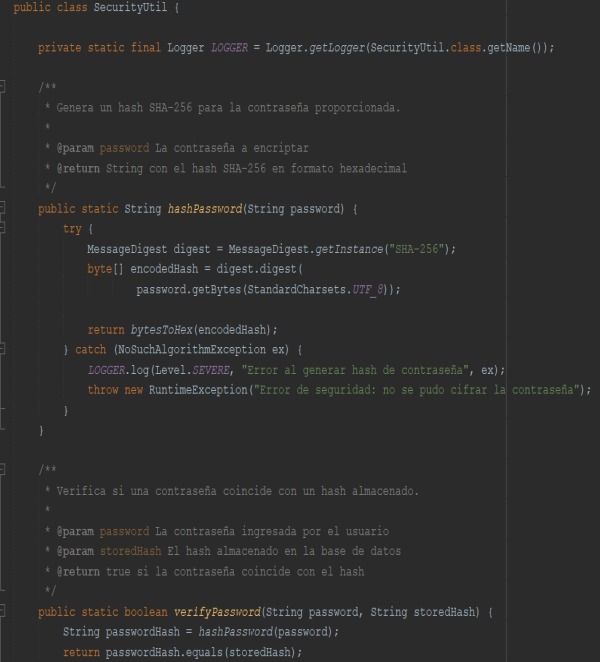 public class SecurityUtil {
private static final Logger LOGGER = Logger.getLogger(SecurityUtil.class.getName());
/**
* Genera un hash SHA-256 para la contraseña proporcionada.
*
* @param password La contraseña a encriptar
* @return String con el hash SHA-256 en formato hexadecimal
*/
public static String hashPassword(String password) {
try {
MessageDigest digest = MessageDigest.getInstance("SHA-256");
byte[] encodedHash = digest.digest(
password.getBytes(StandardCharsets.UTF_8));
return bytesToHex(encodedHash);
} catch (NoSuchAlgorithmException ex) {
LOGGER.log(Level.SEVERE, "Error al generar hash de contraseña", ex);
throw new RuntimeException("Error de seguridad: no se pudo cifrar la contraseña");
}
}
/**
* Verifica si una contraseña coincide con un hash almacenado.
*
* @param password La contraseña ingresada por el usuario
* @param storedHash El hash almacenado en la base de datos
* @return true si la contraseña coincide con el hash
*/
public static boolean verifyPassword(String password, String storedHash) {
String passwordHash = hashPassword(password);
return passwordHash.equals(storedHash);